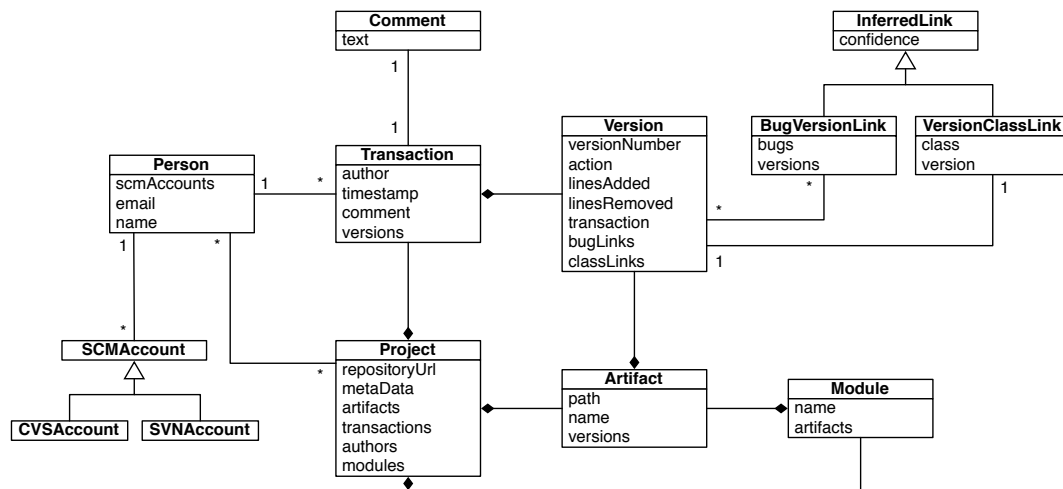 Comment
text
1
1
InferredLink
confidence
Person
scmAccounts
email
name
1
*
1
*
*
*
Transaction
author
timestamp
comment
versions
Version
versionNumber
action
linesAdded
linesRemoved
transaction
bugLinks
classLinks
BugVersionLink
bugs
versions
*
*
VersionClassLink
class
version
1
1
SCMAccount
CVSAccount
SVNAccount
Project
repositoryUrl
metaData
artifacts
transactions
authors
modules
Artifact
path
name
versions
Module
name
artifacts